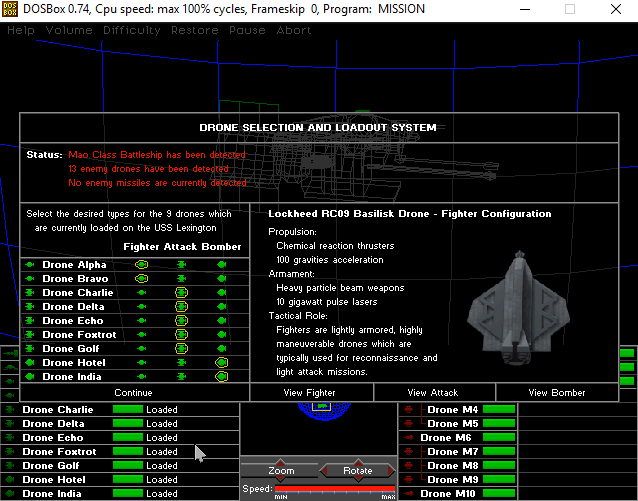 DOSBox 0.74, Cpu speed: max 100% cycles, Frameskip 0, Program: MISSION
Help Volume Difficulty Restore Pause Abort
DRONE SELECTION AND LOADOUT SYSTEM
Status: Mao Class Battleship has been detected
13 enemy drones have been detected
No enemy missiles are currently detected
Select the desired types for the 9 drones which
are currently loaded on the USS Lexington
Fighter Attack Bomber
Drone Alpha
Drone Bravo
Drone Charlie
Drone Delta
Drone Echo
Drone Foxtrot
Drone Golf
Drone Hotel
Drone India
Continue
Lockheed RC09 Basilisk Drone - Fighter Configuration
Propulsion:
Chemical reaction thrusters
100 gravities acceleration
Armament:
Heavy particle beam weapons
10 gigawatt pulse lasers
Tactical Role:
Fighters are lightly armored, highly
maneuverable drones which are
typically used for reconnaissance and
light attack missions.
View Fighter View Attack View Bomber
Drone Charlie Loaded
Drone Delta Loaded
Drone Echo Loaded
Drone Foxtrot Loaded
Drone Golf Loaded
Drone Hotel Loaded
Drone India Loaded
Zoom Rotate
Speed: MIN MAX
Drone M4
Drone M5
Drone M6
Drone M7
Drone M8
Drone M9
Drone M10